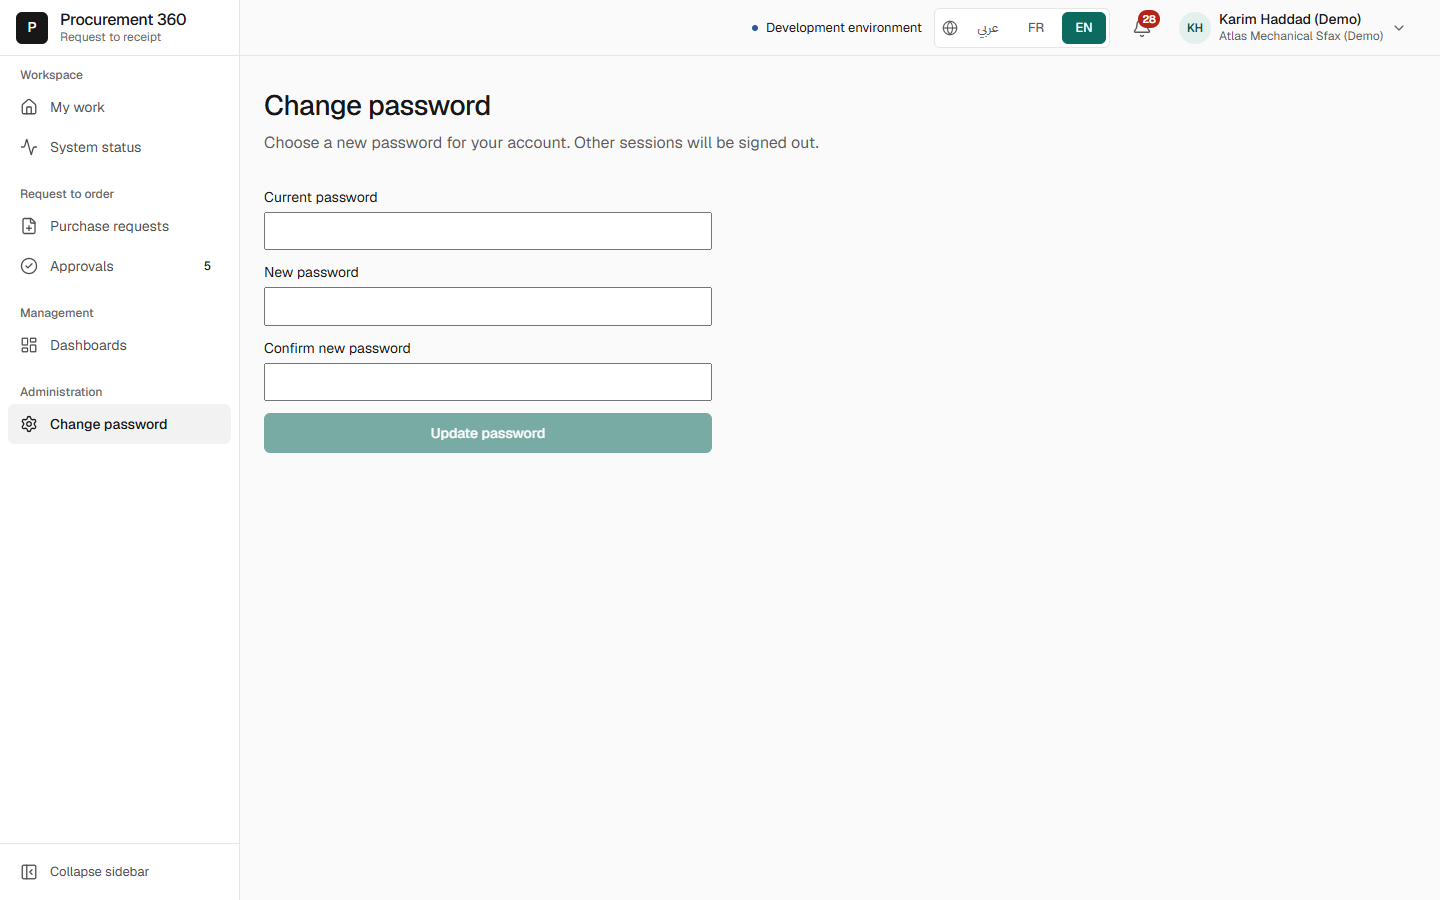 P
Procurement 360
Request to receipt
Development environment
عربي
FR
EN
28
KH
Karim Haddad (Demo)
Atlas Mechanical Sfax (Demo)
Workspace
My work
System status
Request to order
Purchase requests
Approvals 5
Management
Dashboards
Administration
Change password
Collapse sidebar
Change password
Choose a new password for your account. Other sessions will be signed out.
Current password
New password
Confirm new password
Update password